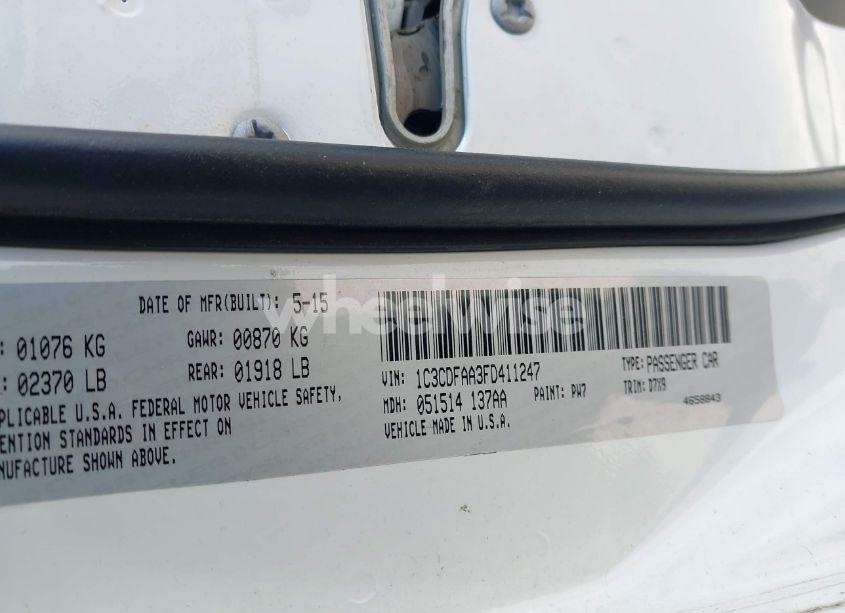 DATE OF MFR(BUILT): 5-15
: 01076 KG GAWR: 00870 KG
: 02370 LB REAR: 01918 LB
PPLICABLE U.S.A. FEDERAL MOTOR VEHICLE SAFETY,
ENTION STANDARDS IN EFFECT ON
NUFACTURE SHOWN ABOVE.
VIN: 1C3CDFAA3FD411247 TYPE: PASSENGER CAR
MDH: 051514 137AA PAINT: PW7 TRIM: D7X9
VEHICLE MADE IN U.S.A. 4658843
wheelwise